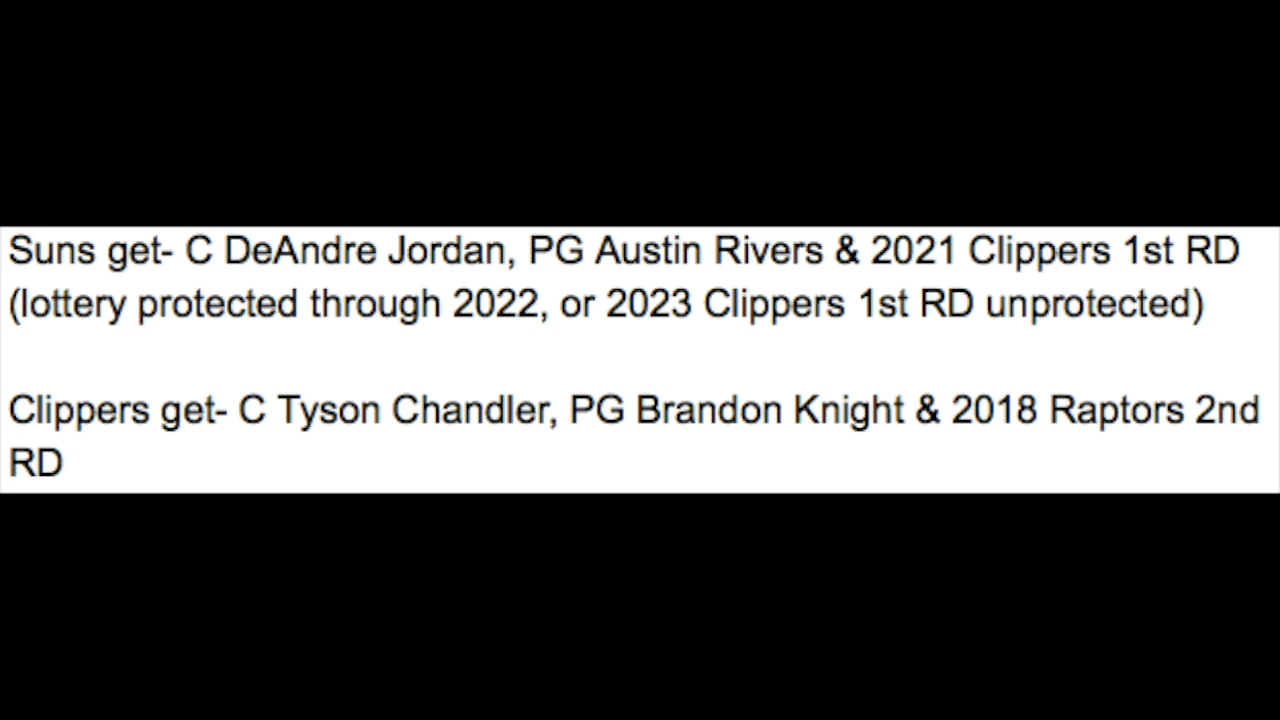 Suns get- C DeAndre Jordan, PG Austin Rivers & 2021 Clippers 1st RD
(lottery protected through 2022, or 2023 Clippers 1st RD unprotected)
Clippers get- C Tyson Chandler, PG Brandon Knight & 2018 Raptors 2nd
RD